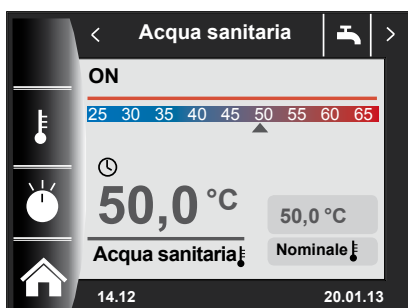 < Acqua sanitaria >
ON
25 30 35 40 45 50 55 60 65
50,0 °C
50,0 °C
Acqua sanitaria
Nominale
14.12 20.01.13